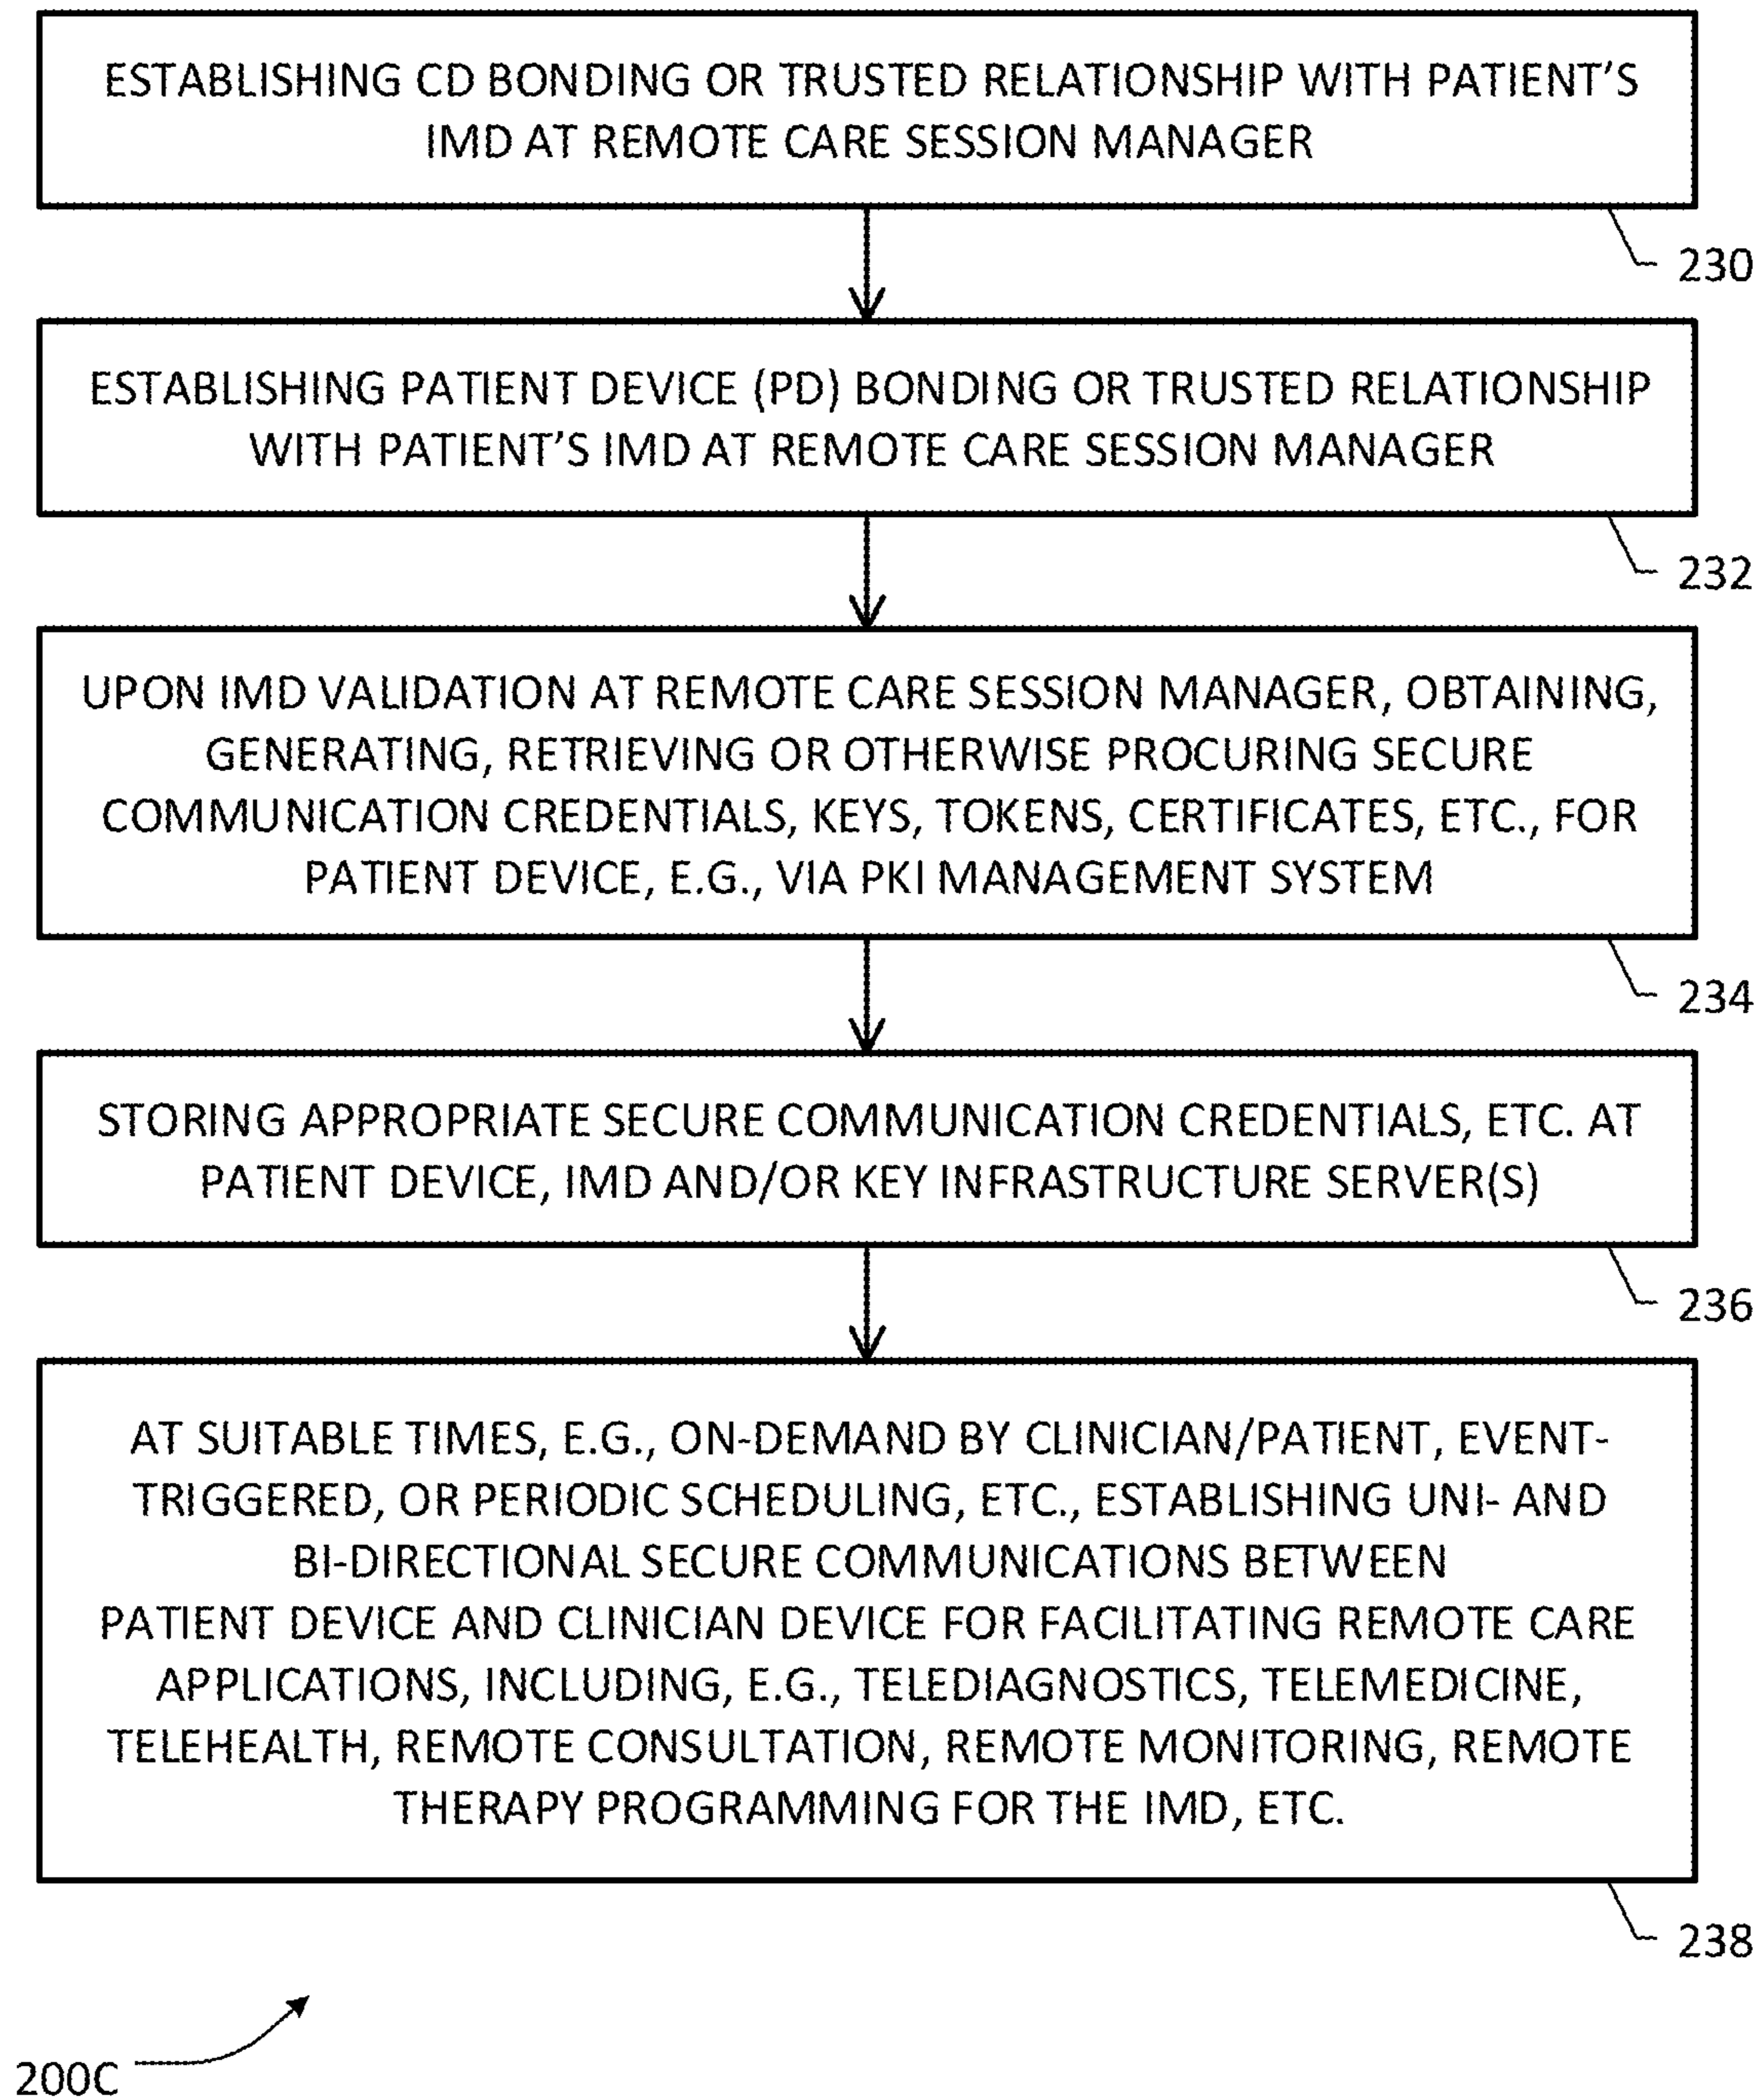 ESTABLISHING CD BONDING OR TRUSTED RELATIONSHIP WITH PATIENT'S
IMD AT REMOTE CARE SESSION MANAGER
230
ESTABLISHING PATIENT DEVICE (PD) BONDING OR TRUSTED RELATIONSHIP
WITH PATIENT'S IMD AT REMOTE CARE SESSION MANAGER
232
UPON IMD VALIDATION AT REMOTE CARE SESSION MANAGER, OBTAINING,
GENERATING, RETRIEVING OR OTHERWISE PROCURING SECURE
COMMUNICATION CREDENTIALS, KEYS, TOKENS, CERTIFICATES, ETC., FOR
PATIENT DEVICE, E.G., VIA PKI MANAGEMENT SYSTEM
234
STORING APPROPRIATE SECURE COMMUNICATION CREDENTIALS, ETC. AT
PATIENT DEVICE, IMD AND/OR KEY INFRASTRUCTURE SERVER(S)
236
AT SUITABLE TIMES, E.G., ON-DEMAND BY CLINICIAN/PATIENT, EVENT-
TRIGGERED, OR PERIODIC SCHEDULING, ETC., ESTABLISHING UNI- AND
BI-DIRECTIONAL SECURE COMMUNICATIONS BETWEEN
PATIENT DEVICE AND CLINICIAN DEVICE FOR FACILITATING REMOTE CARE
APPLICATIONS, INCLUDING, E.G., TELEDIAGNOSTICS, TELEMEDICINE,
TELEHEALTH, REMOTE CONSULTATION, REMOTE MONITORING, REMOTE
THERAPY PROGRAMMING FOR THE IMD, ETC.
238
200C